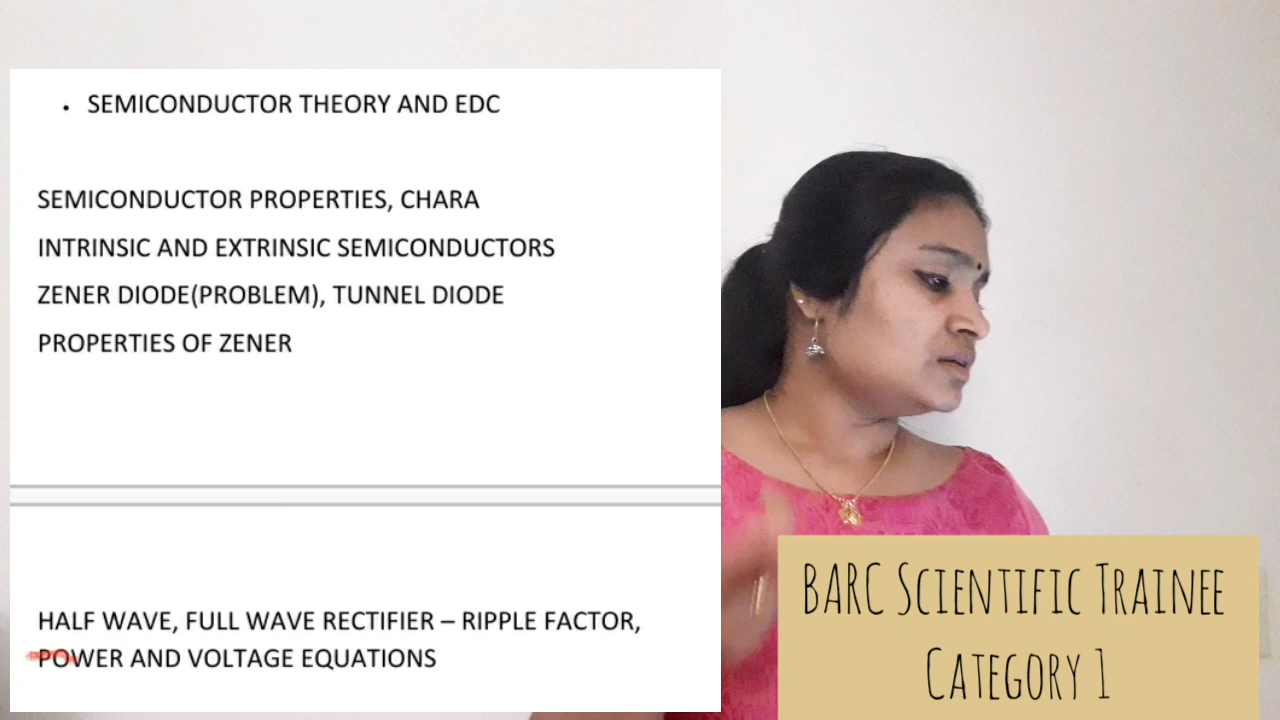 • SEMICONDUCTOR THEORY AND EDC
SEMICONDUCTOR PROPERTIES, CHARA
INTRINSIC AND EXTRINSIC SEMICONDUCTORS
ZENER DIODE(PROBLEM), TUNNEL DIODE
PROPERTIES OF ZENER
HALF WAVE, FULL WAVE RECTIFIER – RIPPLE FACTOR,
POWER AND VOLTAGE EQUATIONS
BARC SCIENTIFIC TRAINEE
CATEGORY 1